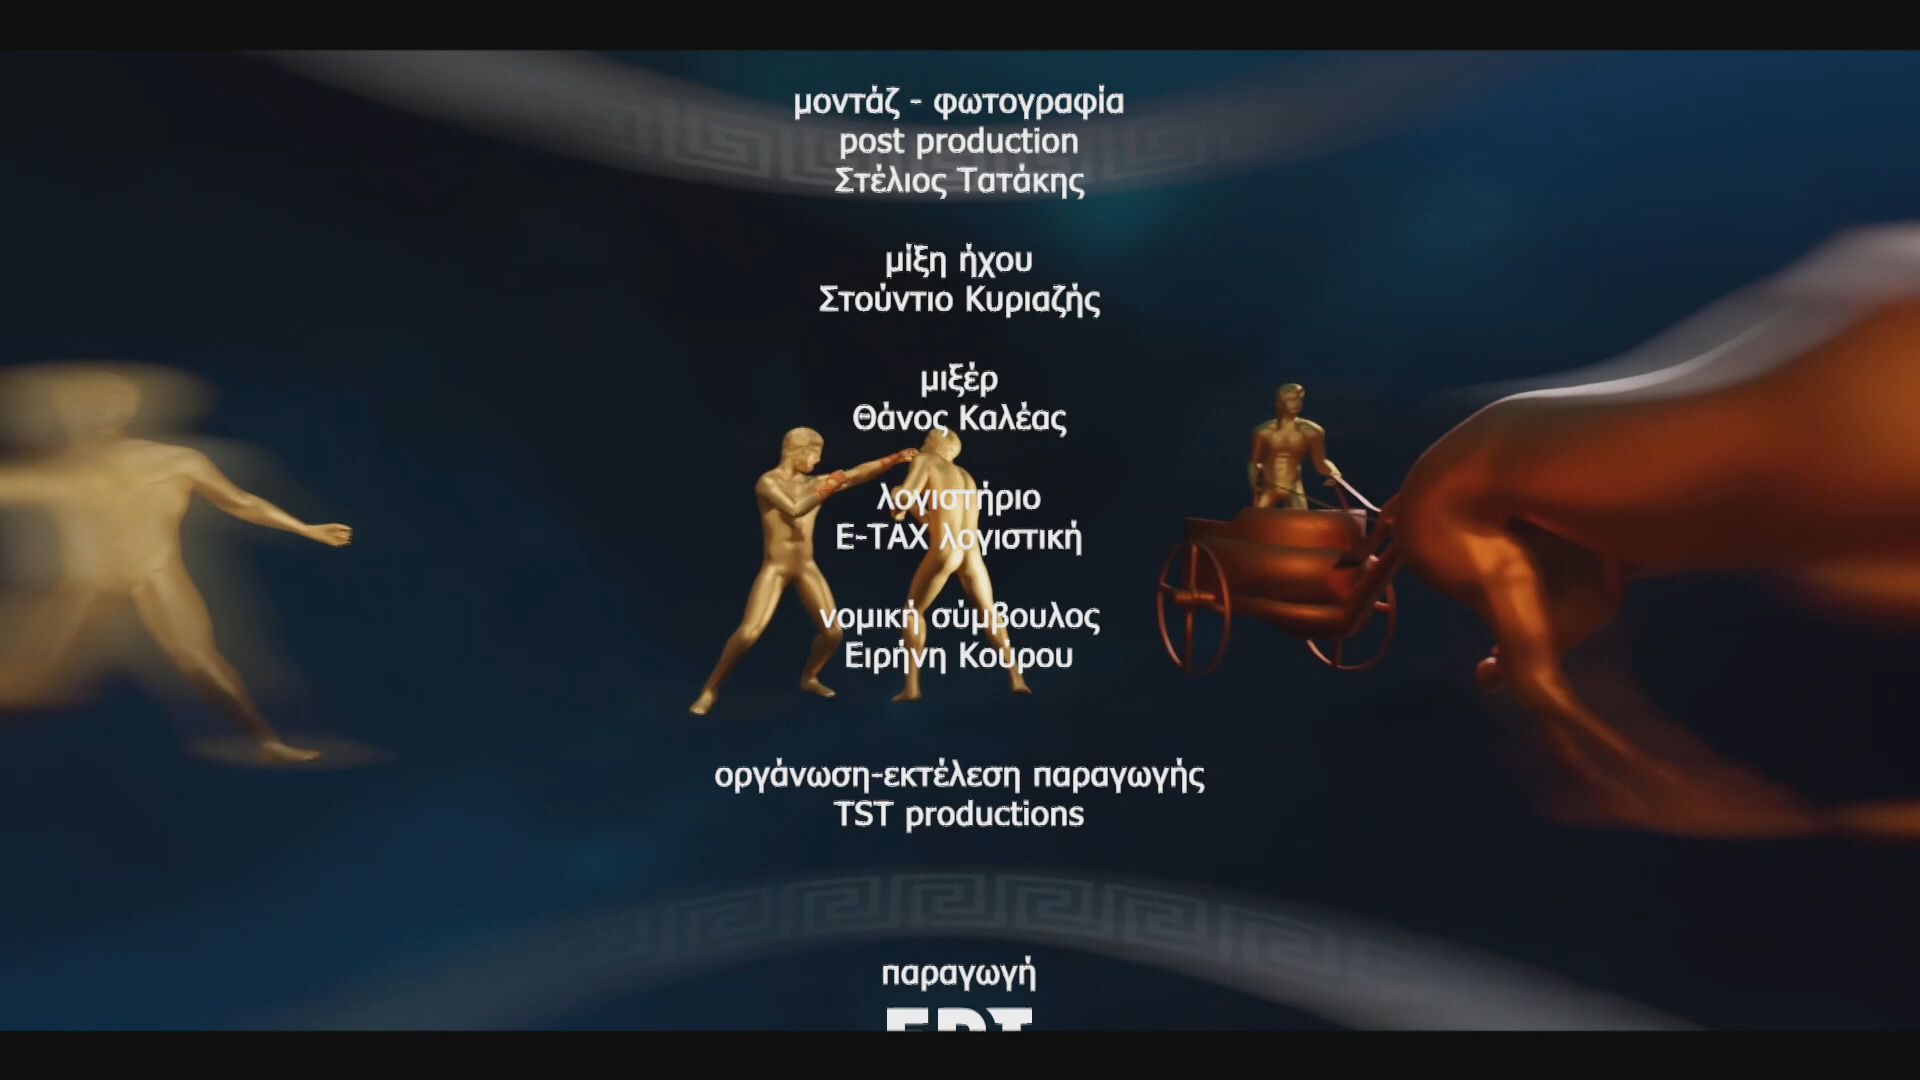 μοντάζ - φωτογραφία
post production
Στέλιος Τατάκης
μίξη ήχου
Στούντιο Κυριαζής
μιξέρ
Θάνος Καλέας
λογιστήριο
E-TAX λογιστική
νομική σύμβουλος
Ειρήνη Κούρου
οργάνωση-εκτέλεση παραγωγής
TST productions
παραγωγή
ΕΡΤ